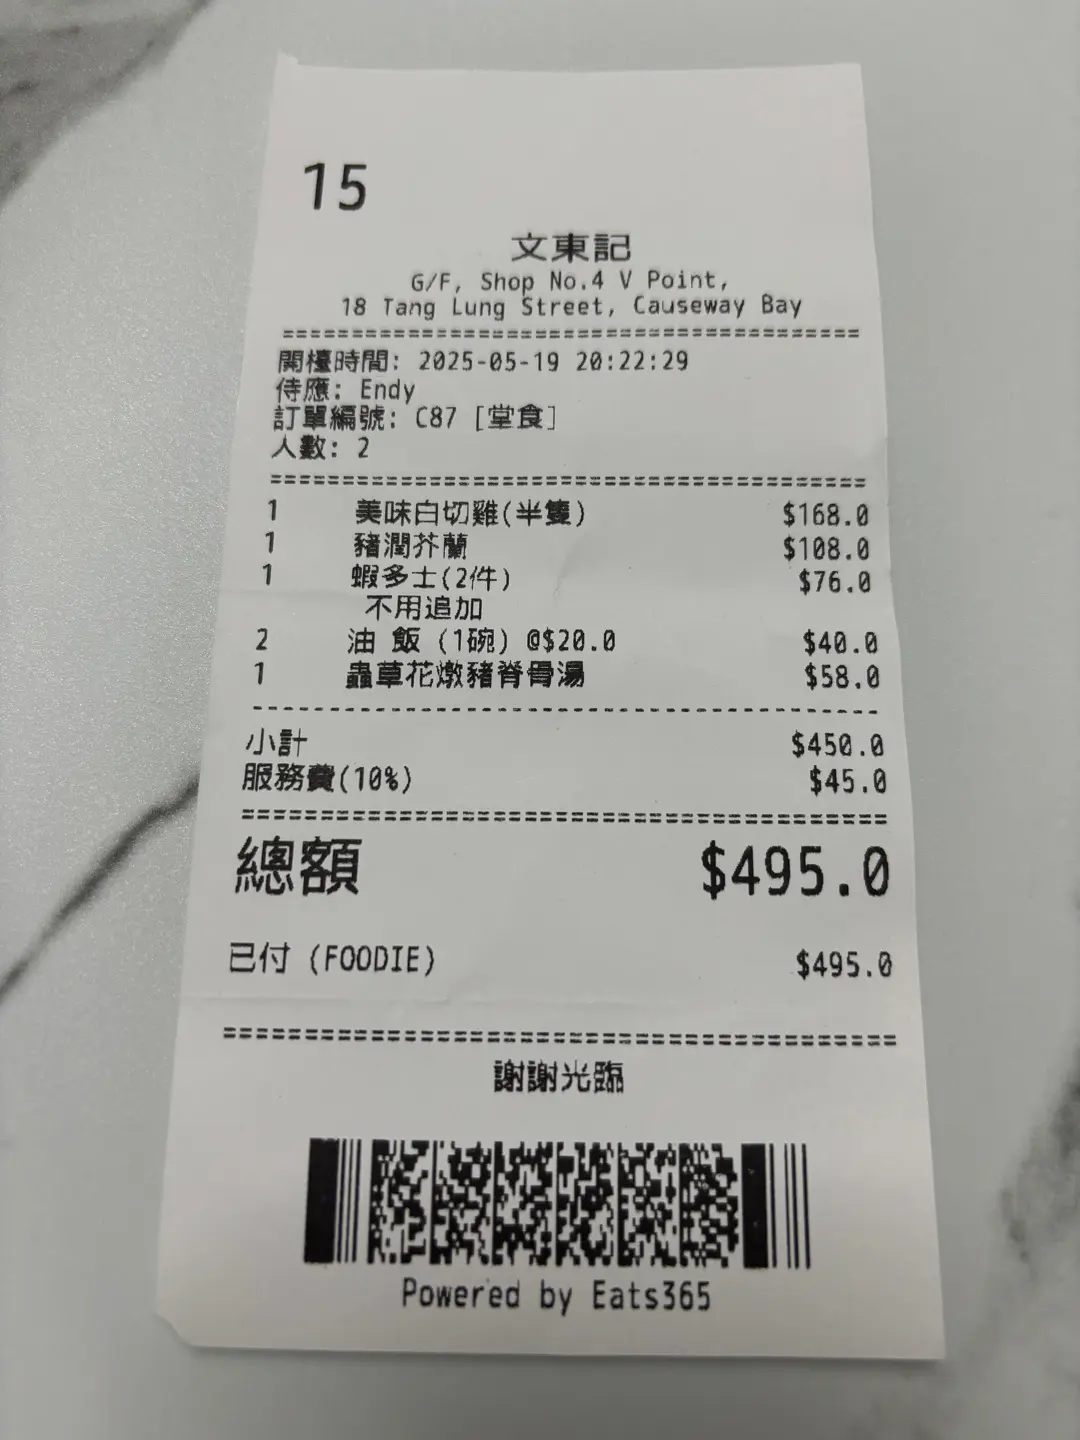 15
文東記
G/F, Shop No.4 V Point,
18 Tang Lung Street, Causeway Bay
開檯時間: 2025-05-19 20:22:29
侍應: Endy
訂單編號: C87 [堂食]
人數: 2
1 美味白切雞(半隻) $168.0
1 豬潤芥蘭 $108.0
1 蝦多士(2件) $76.0
不用追加
2 油 飯 (1碗) @$20.0 $40.0
1 蟲草花燉豬脊骨湯 $58.0
小計 $450.0
服務費(10%) $45.0
總額 $495.0
已付 (FOODIE) $495.0
謝謝光臨
Powered by Eats365